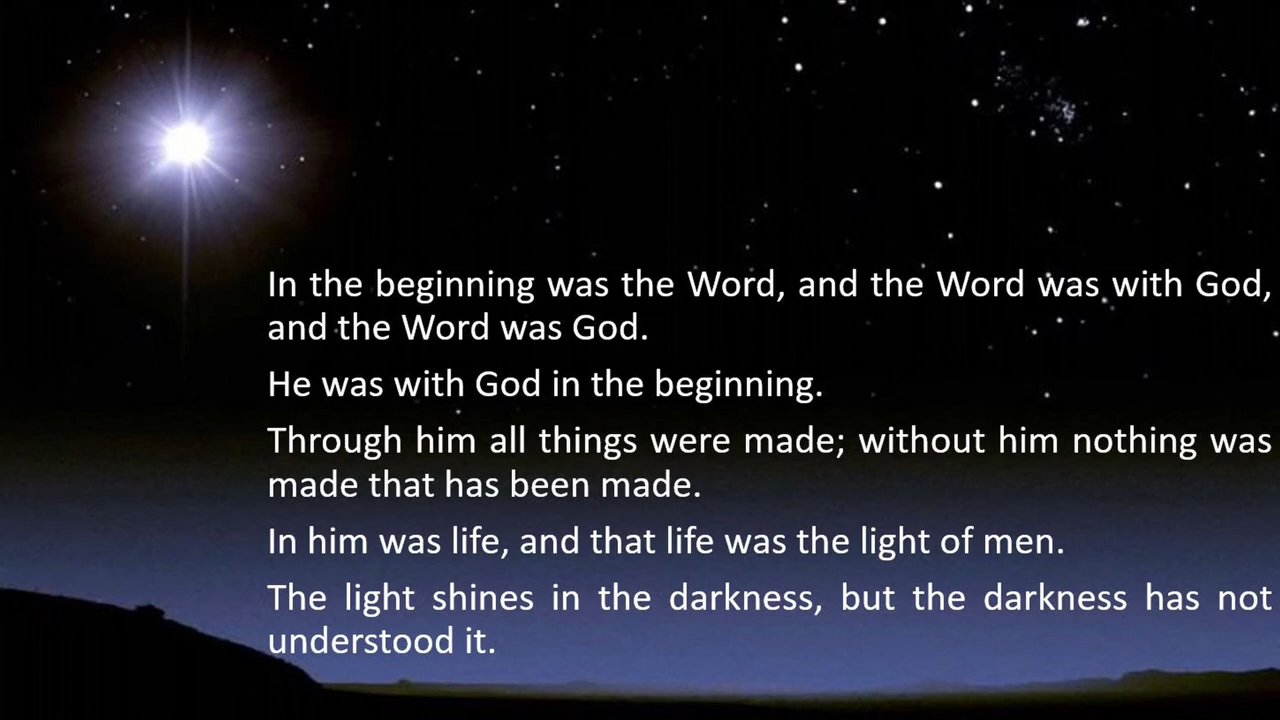 In the beginning was the Word, and the Word was with God,
and the Word was God.
He was with God in the beginning.
Through him all things were made; without him nothing was
made that has been made.
In him was life, and that life was the light of men.
The light shines in the darkness, but the darkness has not
understood it.